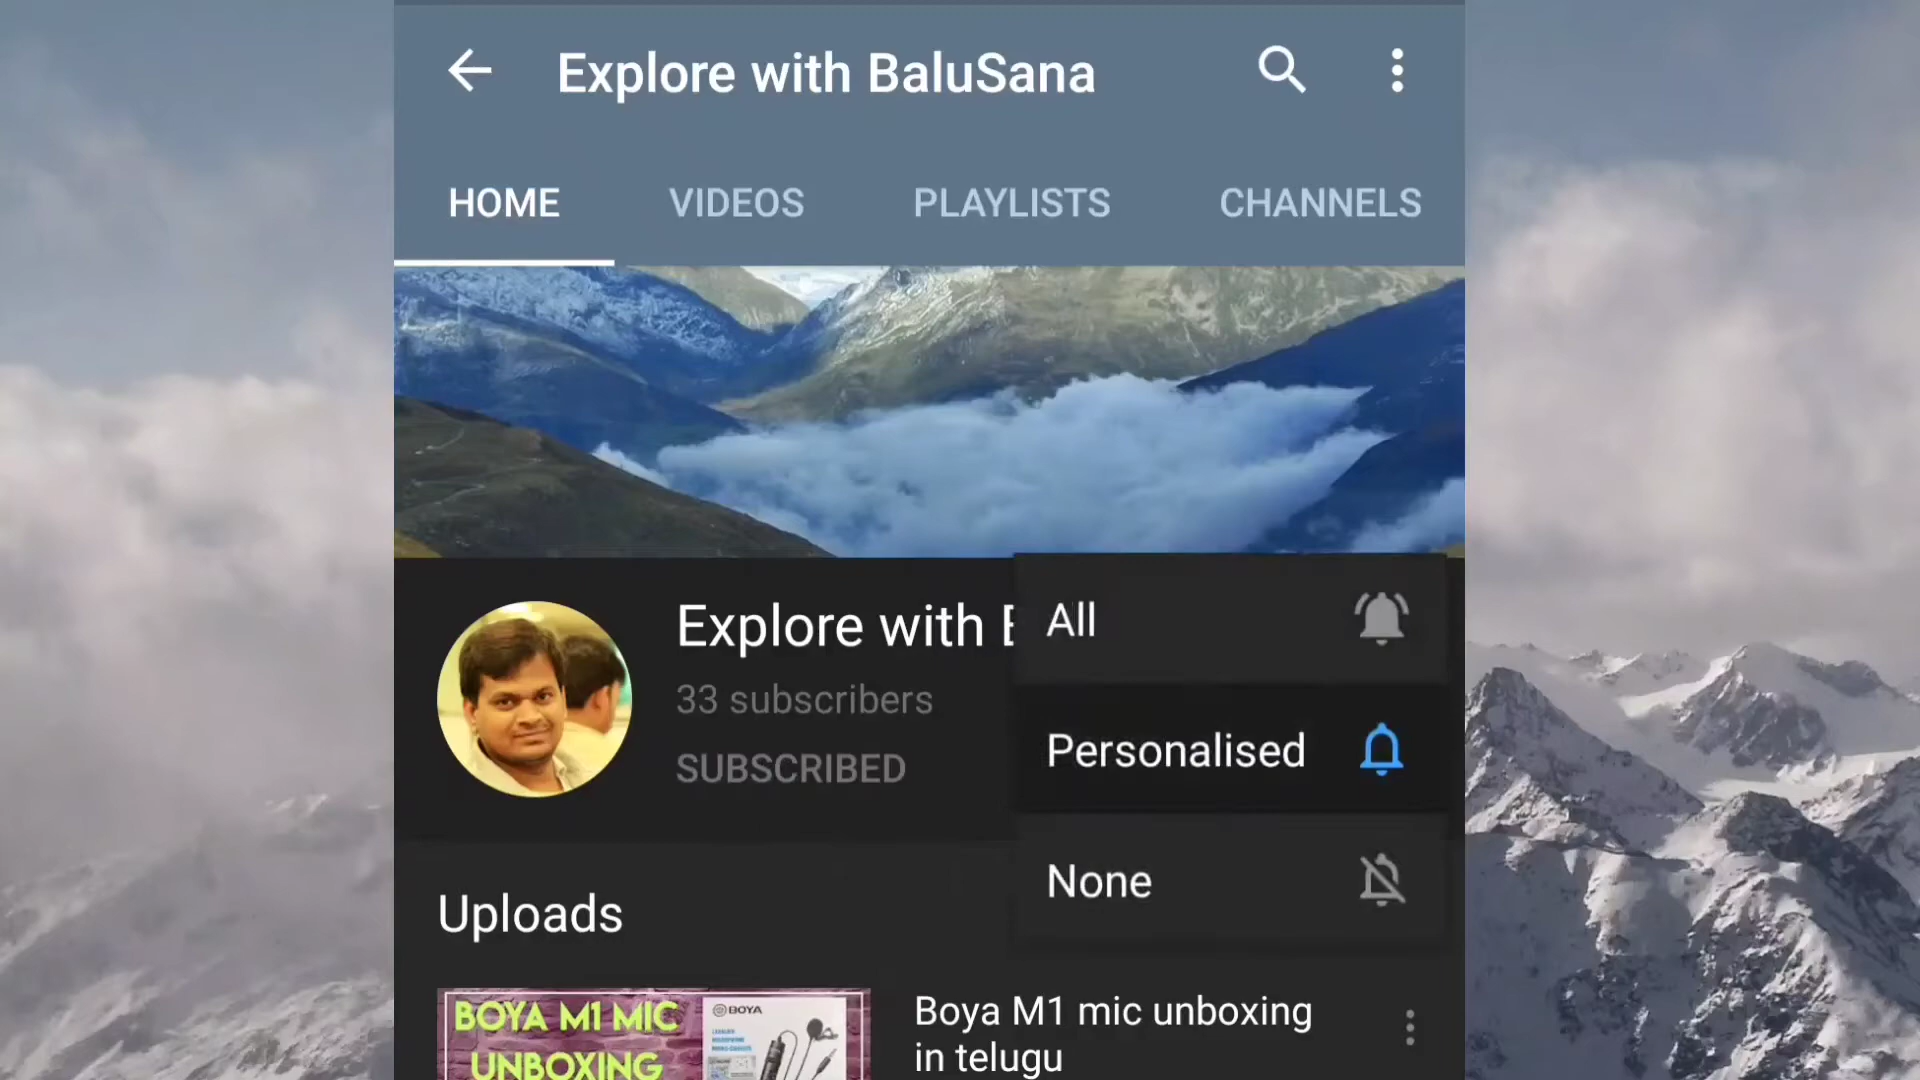 Explore with BaluSana
HOME VIDEOS PLAYLISTS CHANNELS
Explore with
33 subscribers
SUBSCRIBED
All
Personalised
None
Uploads
BOYA M1 MIC
UNBOXING
BOYA
Boya M1 mic unboxing
in telugu